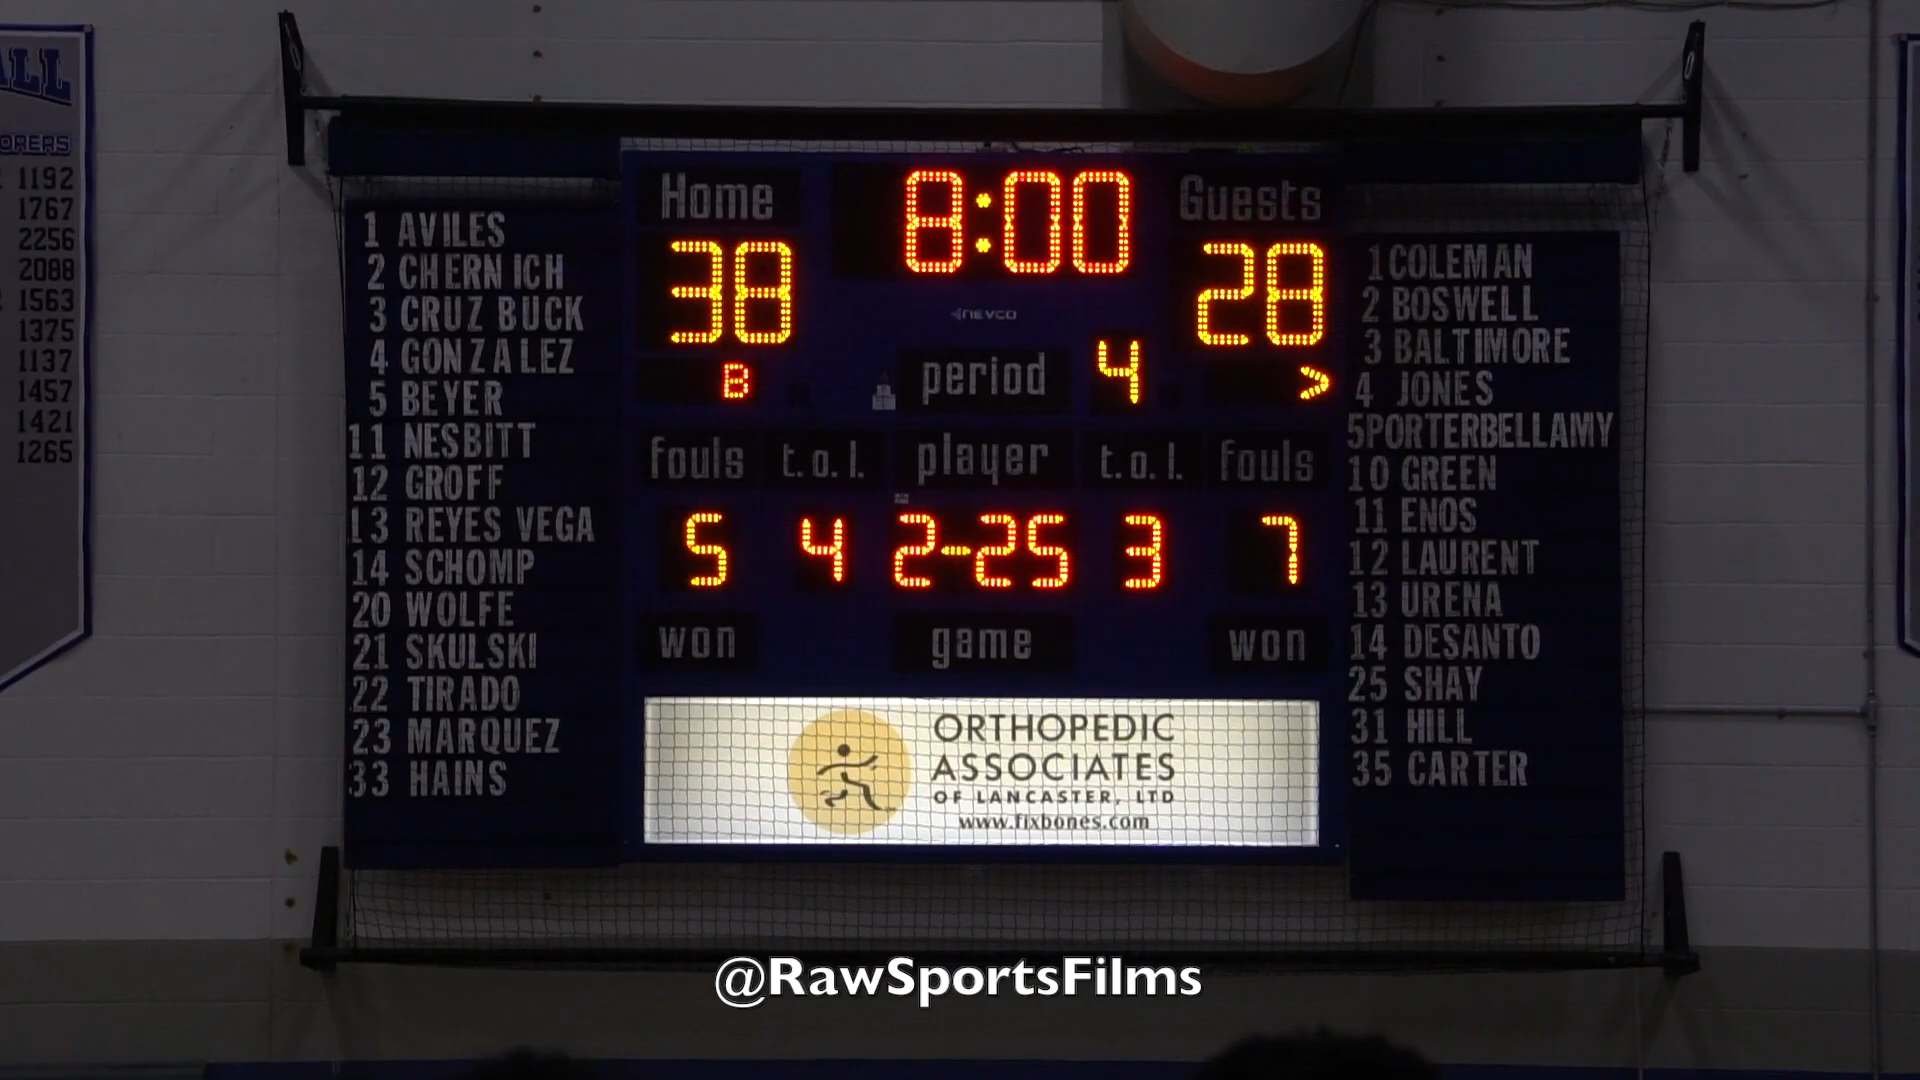 ALL
ORERS
1192
1767
2256
2088
1563
1375
1137
1457
1421
1265
1 AVILES
2 CHERNICH
3 CRUZ BUCK
4 GONZALEZ
5 BEYER
11 NESBITT
12 GROFF
13 REYES VEGA
14 SCHOMP
20 WOLFE
21 SKULSKI
22 TIRADO
23 MARQUEZ
33 HAINS
Home 8:00 Guests
38 28
NEVCO
B period 4 >
fouls t.o.l. player t.o.l. fouls
5 4 2-25 3 7
won game won
ORTHOPEDIC
ASSOCIATES
OF LANCASTER, LTD
www.fixbones.com
1 COLEMAN
2 BOSWELL
3 BALTIMORE
4 JONES
5 PORTERBELLAMY
10 GREEN
11 ENOS
12 LAURENT
13 URENA
14 DESANTO
25 SHAY
31 HILL
35 CARTER
@RawSportsFilms